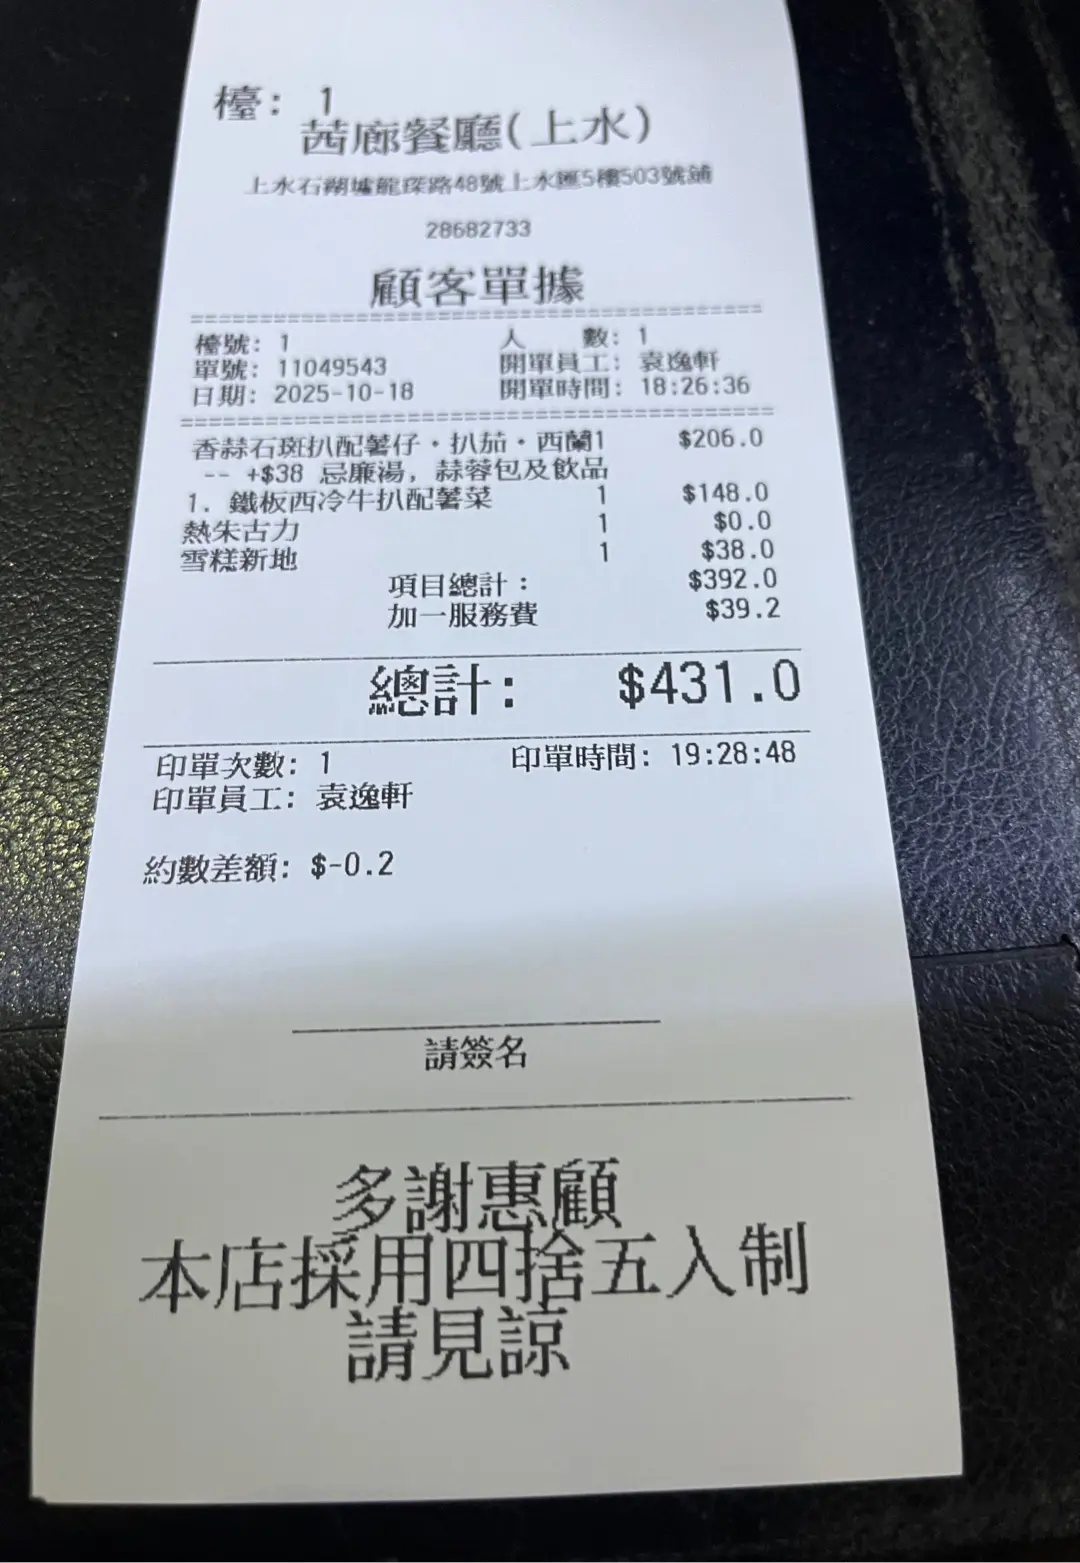 檯: 1
茜廊餐廳(上水)
上水石湖墟龍琛路48號上水匯5樓503號舖
28682733
顧客單據
檯號: 1 人 數: 1
單號: 11049543 開單員工: 袁逸軒
日期: 2025-10-18 開單時間: 18:26:36
香蒜石斑扒配薯仔·扒茄·西蘭1 $206.0
-- +$38 忌廉湯, 蒜蓉包及飲品
1. 鐵板西冷牛扒配薯菜 1 $148.0
熱朱古力 1 $0.0
雪糕新地 1 $38.0
項目總計: $392.0
加一服務費 $39.2
總計: $431.0
印單次數: 1 印單時間: 19:28:48
印單員工: 袁逸軒
約數差額: $-0.2
請簽名
多謝惠顧
本店採用四捨五入制
請見諒